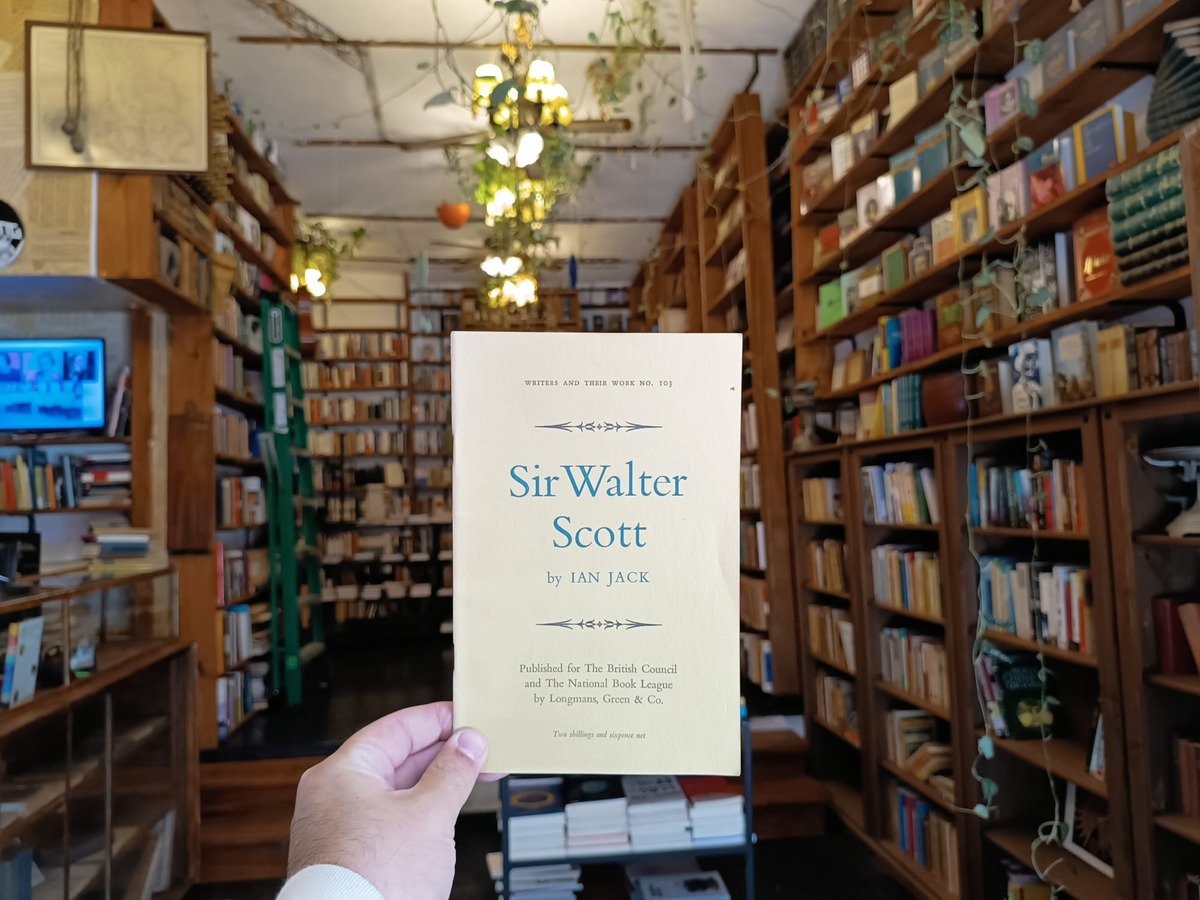 WRITERS AND THEIR WORK NO. 103
Sir Walter
Scott
by IAN JACK
Published for The British Council
and The National Book League
by Longmans, Green & Co.
Two shillings and sixpence net